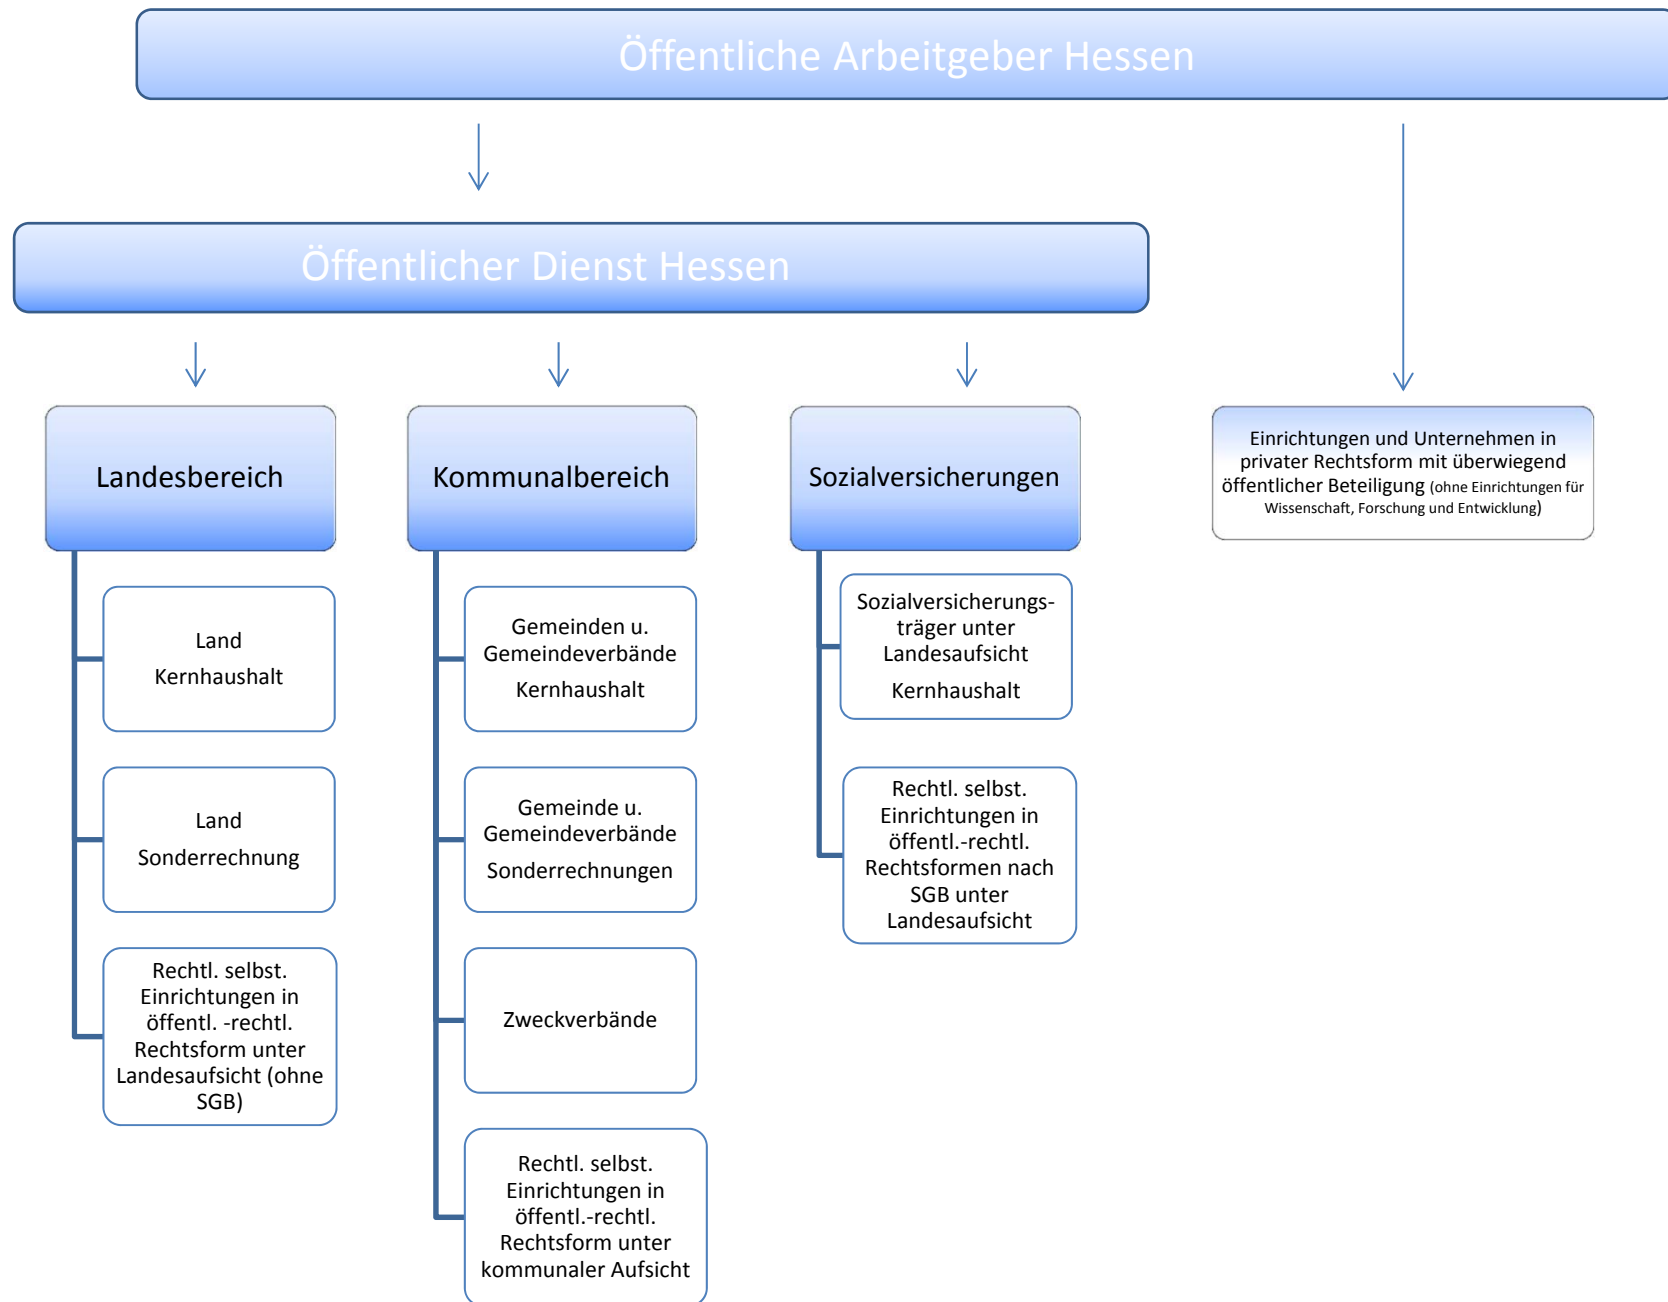 Öffentliche Arbeitgeber Hessen
Öffentlicher Dienst Hessen
Landesbereich
Land
Kernhaushalt
Land
Sonderrechnung
Rechtl. selbst.
Einrichtungen in
öffentl. -rechtl.
Rechtsform unter
Landesaufsicht (ohne
SGB)
Kommunalbereich
Gemeinden u.
Gemeindeverbände
Kernhaushalt
Gemeinde u.
Gemeindeverbände
Sonderrechnungen
Zweckverbände
Rechtl. selbst.
Einrichtungen in
öffentl.-rechtl.
Rechtsform unter
kommunaler Aufsicht
Sozialversicherungen
Sozialversicherungs-
träger unter
Landesaufsicht
Kernhaushalt
Rechtl. selbst.
Einrichtungen in
öffentl.-rechtl.
Rechtsformen nach
SGB unter
Landesaufsicht
Einrichtungen und Unternehmen in
privater Rechtsform mit überwiegend
öffentlicher Beteiligung (ohne Einrichtungen für
Wissenschaft, Forschung und Entwicklung)